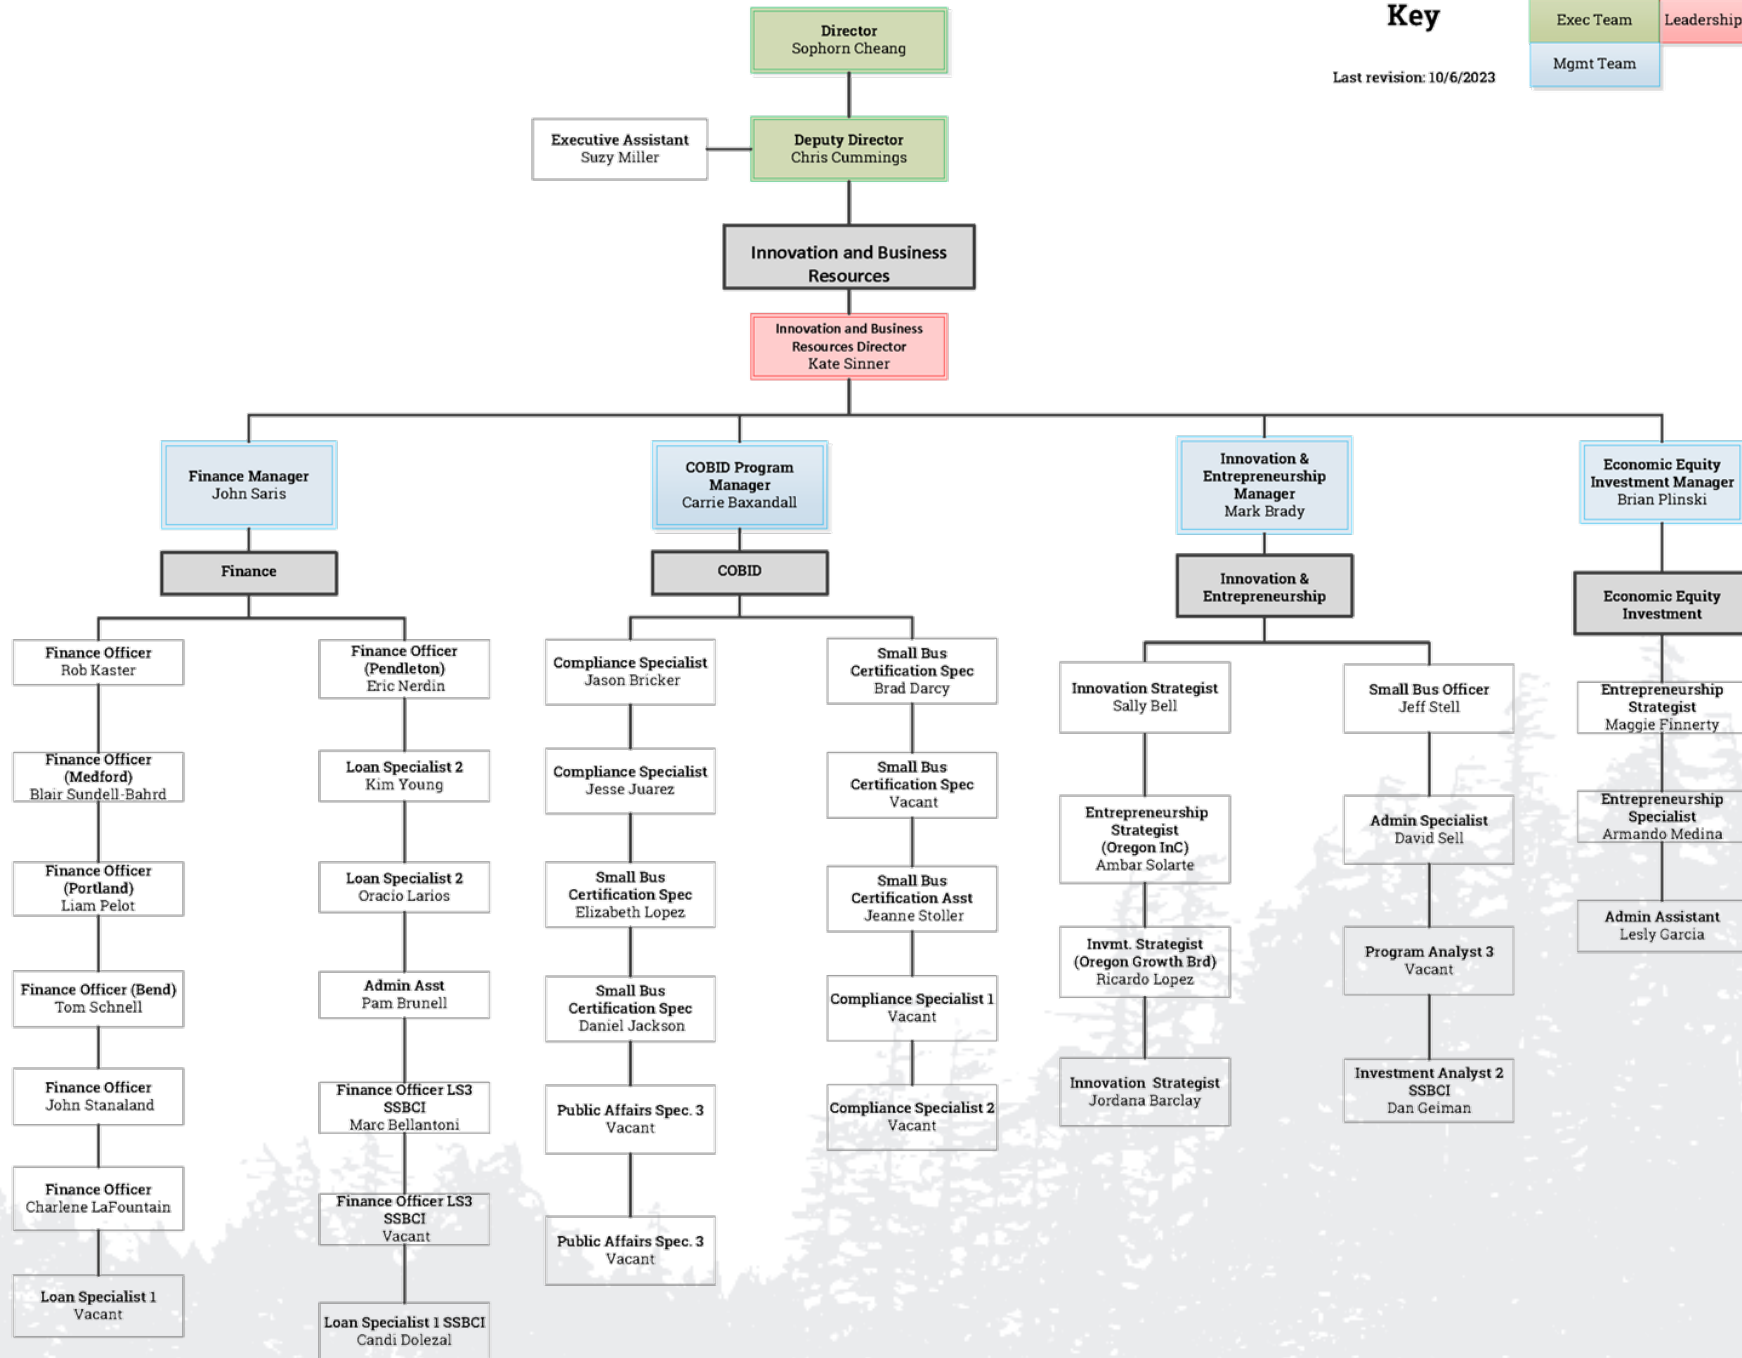 Key
Exec Team
Leadership
Mgmt Team
Last revision: 10/6/2023
Director
Sophorn Cheang
Executive Assistant
Suzy Miller
Deputy Director
Chris Cummings
Innovation and Business
Resources
Innovation and Business
Resources Director
Kate Sinner
Finance Manager
John Saris
Finance
Finance Officer
Rob Kaster
Finance Officer
(Medford)
Blair Sundell-Bahrd
Finance Officer
(Portland)
Liam Pelot
Finance Officer (Bend)
Tom Schnell
Finance Officer
John Stanaland
Finance Officer
Charlene LaFountain
Loan Specialist 1
Vacant
Finance Officer
(Pendleton)
Eric Nerdin
Loan Specialist 2
Kim Young
Loan Specialist 2
Oracio Larios
Admin Asst
Pam Brunell
Finance Officer LS3
SSBCI
Marc Bellantoni
Finance Officer LS3
SSBCI
Vacant
Loan Specialist 1 SSBCI
Candi Dolezal
COBID Program
Manager
Carrie Baxandall
COBID
Compliance Specialist
Jason Bricker
Compliance Specialist
Jesse Juarez
Small Bus
Certification Spec
Elizabeth Lopez
Small Bus
Certification Spec
Daniel Jackson
Public Affairs Spec. 3
Vacant
Public Affairs Spec. 3
Vacant
Small Bus
Certification Spec
Brad Darcy
Small Bus
Certification Spec
Vacant
Small Bus
Certification Asst
Jeanne Stoller
Compliance Specialist 1
Vacant
Compliance Specialist 2
Vacant
Innovation &
Entrepreneurship
Manager
Mark Brady
Innovation &
Entrepreneurship
Innovation Strategist
Sally Bell
Entrepreneurship
Strategist
(Oregon InC)
Ambar Solarte
Invmt. Strategist
(Oregon Growth Brd)
Ricardo Lopez
Innovation Strategist
Jordana Barclay
Small Bus Officer
Jeff Stell
Admin Specialist
David Sell
Program Analyst 3
Vacant
Investment Analyst 2
SSBCI
Dan Geiman
Economic Equity
Investment Manager
Brian Plinski
Economic Equity
Investment
Entrepreneurship
Strategist
Maggie Finnerty
Entrepreneurship
Specialist
Armando Medina
Admin Assistant
Lesly Garcia